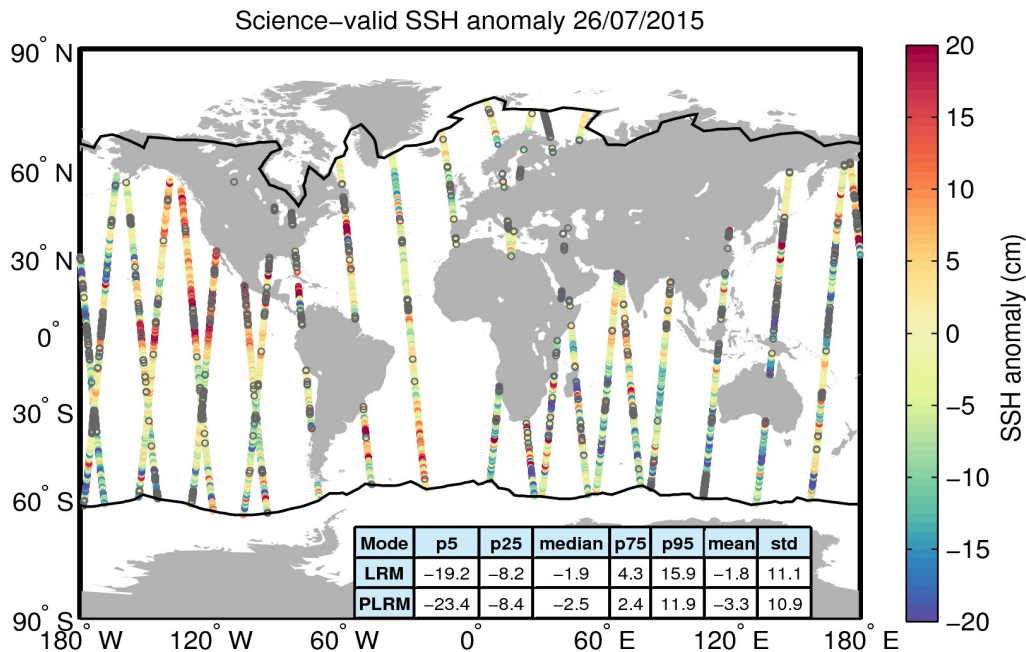 Science−valid SSH anomaly 26/07/2015
90° N
60° N
30° N
0°
30° S
60° S
90° S
180° W
120° W
60° W
0°
60° E
120° E
180° E
Mode p5 p25 median p75 p95 mean std
LRM −19.2 −8.2 −1.9 4.3 15.9 −1.8 11.1
PLRM −23.4 −8.4 −2.5 2.4 11.9 −3.3 10.9
20
15
10
5
0
−5
−10
−15
−20
SSH anomaly (cm)